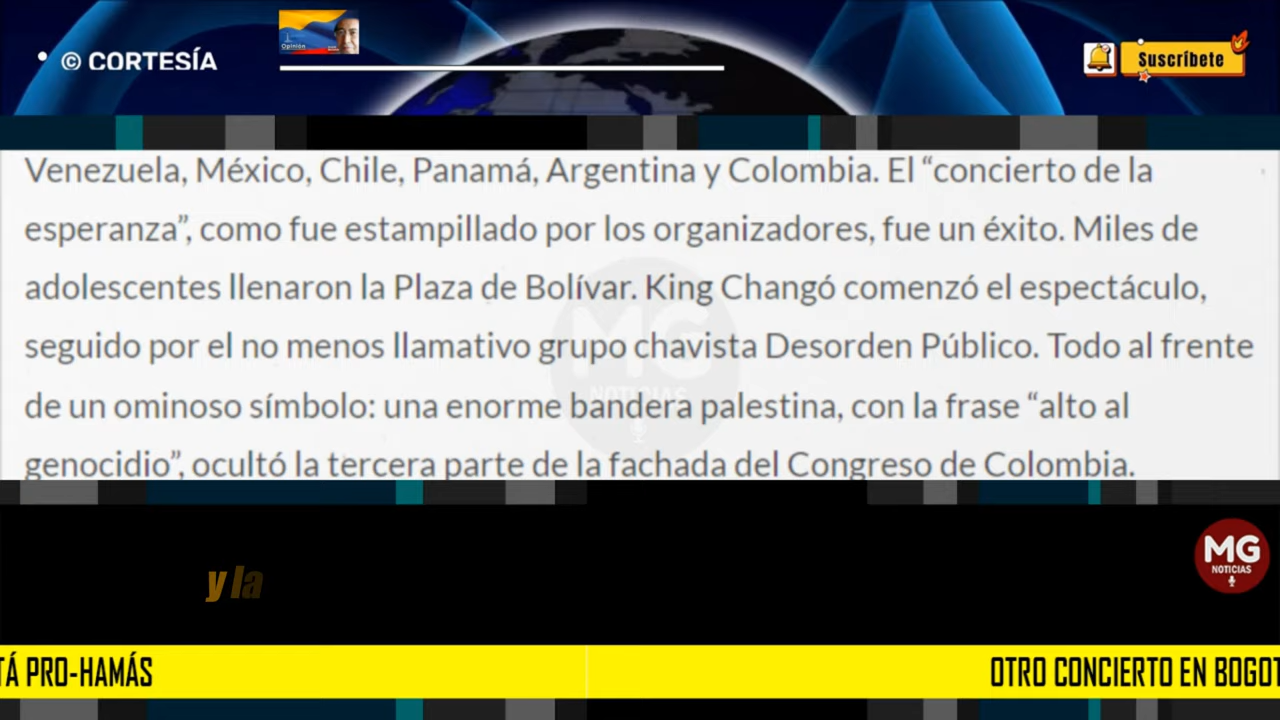 © CORTESÍA
Opinión
Suscríbete
Venezuela, México, Chile, Panamá, Argentina y Colombia. El “concierto de la
esperanza”, como fue estampillado por los organizadores, fue un éxito. Miles de
adolescentes llenaron la Plaza de Bolívar. King Changó comenzó el espectáculo,
seguido por el no menos llamativo grupo chavista Desorden Público. Todo al frente
de un ominoso símbolo: una enorme bandera palestina, con la frase “alto al
genocidio”, ocultó la tercera parte de la fachada del Congreso de Colombia.
MG
NOTICIAS
y la
MG
NOTICIAS
TÁ PRO-HAMÁS
OTRO CONCIERTO EN BOGOT